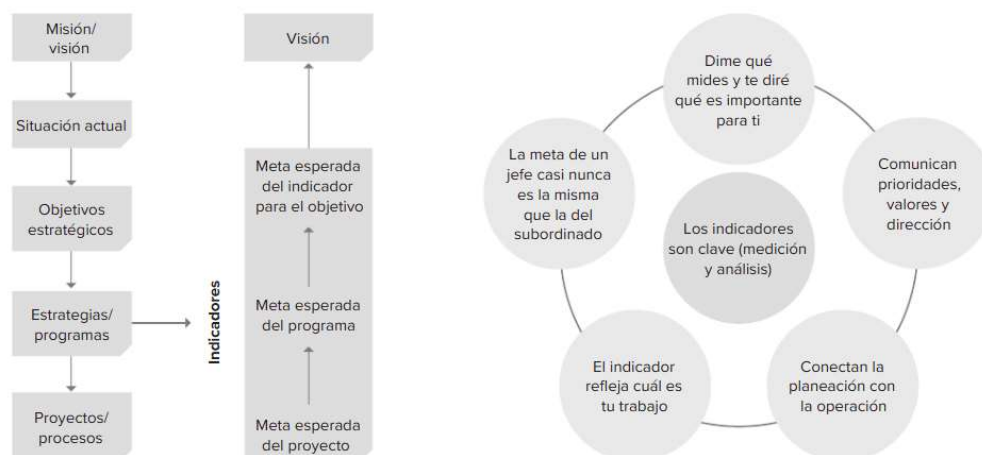 Misión/
visión
Situación actual
Objetivos
estratégicos
Estrategias/
programas
Proyectos/
procesos
Indicadores
Visión
Meta esperada
del indicador
para el objetivo
Meta esperada
del programa
Meta esperada
del proyecto
Dime qué
mides y te diré
qué es importante
para ti
Comunican
prioridades,
valores y
dirección
Conectan la
planeación con
la operación
El indicador
refleja cuál es
tu trabajo
La meta de un
jefe casi nunca
es la misma
que la del
subordinado
Los indicadores
son clave (medición
y análisis)